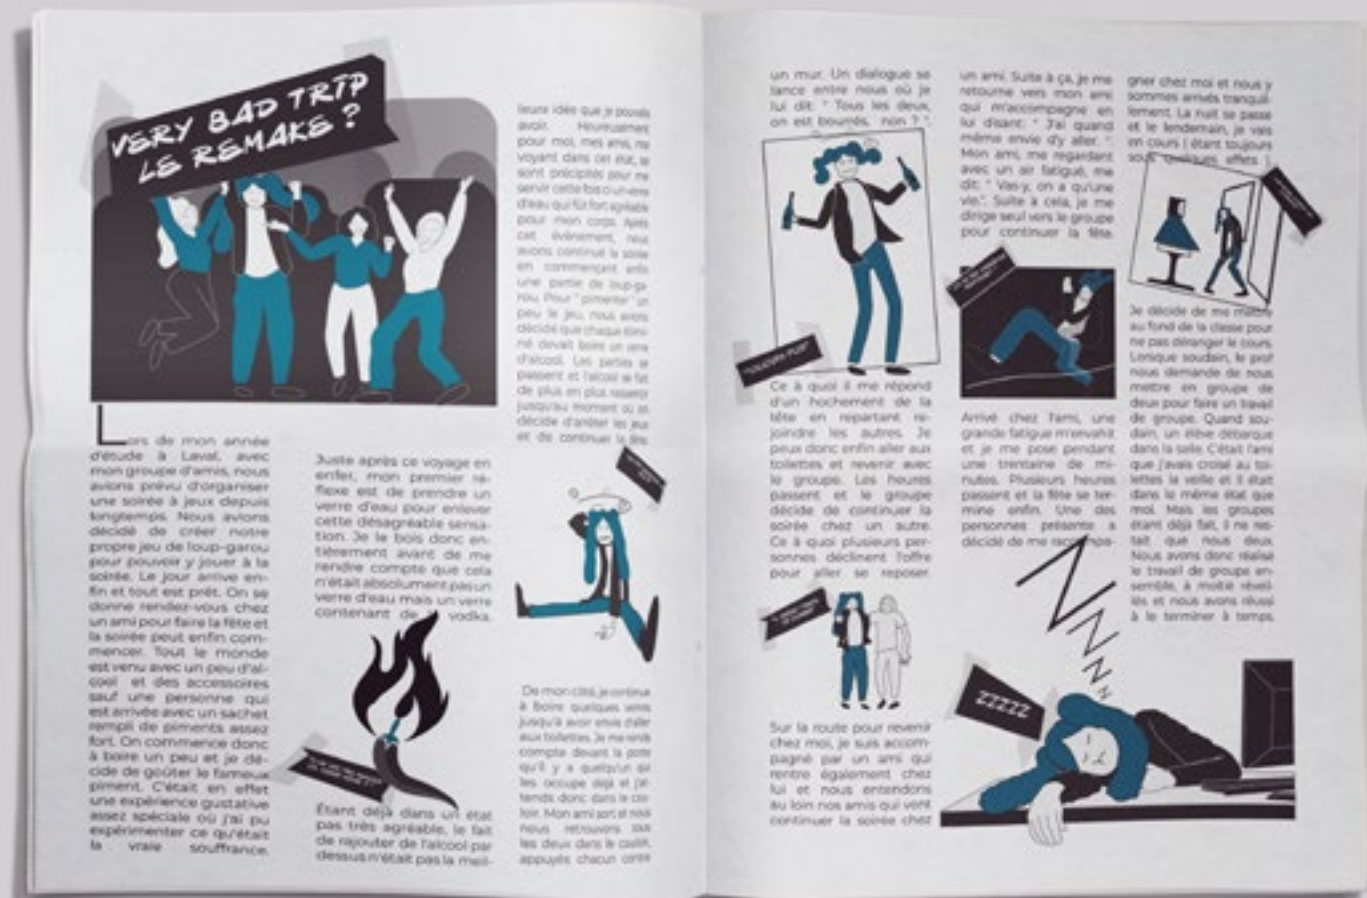 VERY BAD TRIP
LE REMAKE ?
Lors de mon année
d'étude à Laval, avec
mon groupe d'amis, nous
avions prévu d'organiser
une soirée à jeux depuis
longtemps. Nous avions
décidé de créer notre
propre jeu de loup-garou
pour pouvoir y jouer à la
soirée. Le jour arrive en-
fin et tout est prêt. On se
donne rendez-vous chez
un ami pour faire la fête et
la soirée peut enfin com-
mencer. Tout le monde
est venu avec un peu d'al-
cool et des accessoires
sauf une personne qui
est arrivée avec un sachet
rempli de piments assez
fort. On commence donc
à boire un peu et je dé-
cide de goûter le fameux
piment. C'était en effet
une expérience gustative
assez spéciale où j'ai pu
expérimenter ce qu'était
la vraie souffrance.
Juste après ce voyage en
enfer, mon premier ré-
flexe est de prendre un
verre d'eau pour enlever
cette désagréable sensa-
tion. Je le bois donc en-
tièrement avant de me
rendre compte que cela
n'était absolument pas un
verre d'eau mais un verre
contenant de vodka.
Étant déjà dans un état
pas très agréable, le fait
de rajouter de l'alcool par
dessus n'était pas la meil-
leure idée que je pouvais
avoir. Heureusement
pour moi, mes amis, me
voyant dans cet état, se
sont précipités pour me
servir cette fois ci un verre
d'eau qui fût fort agréable
pour mon corps. Après
cet évènement, nous
avons continué la soirée
en commençant enfin
une partie de loup-ga-
rou. Pour " pimenter " un
peu le jeu, nous avons
décidé que chaque élimi-
né devait boire un verre
d'alcool. Les parties se
passent et l'alcool se fait
de plus en plus ressentir
jusqu'au moment où on
décide d'arrêter les jeux
et de continuer la fête.
De mon côté, je continue
à boire quelques verres
jusqu'à avoir envie d'aller
aux toilettes. Je me rends
compte devant la porte
qu'il y a quelqu'un qui
les occupe déjà et j'at-
tends donc dans le cou-
loir. Mon ami sort et nous
nous retrouvons tous
les deux dans le couloir,
appuyés chacun contre
un mur. Un dialogue se
lance entre nous où je
lui dit: " Tous les deux,
on est bourrés, non ? ".
Ce à quoi il me répond
d'un hochement de la
tête en repartant re-
joindre les autres. Je
peux donc enfin aller aux
toilettes et revenir avec
le groupe. Les heures
passent et le groupe
décide de continuer la
soirée chez un autre.
Ce à quoi plusieurs per-
sonnes déclinent l'offre
pour aller se reposer.
Sur la route pour revenir
chez moi, je suis accom-
pagné par un ami qui
rentre également chez
lui et nous entendons
au loin nos amis qui vont
continuer la soirée chez
un ami. Suite à ça, je me
retourne vers mon ami
qui m'accompagne en
lui disant: " J'ai quand
même envie d'y aller. ".
Mon ami, me regardant
avec un air fatigué, me
dit: " Vas-y, on a qu'une
vie.". Suite à cela, je me
dirige seul vers le groupe
pour continuer la fête.
Arrivé chez l'ami, une
grande fatigue m'envahit
et je me pose pendant
une trentaine de mi-
nutes. Plusieurs heures
passent et la fête se ter-
mine enfin. Une des
personnes présente a
décidé de me raccompa-
gner chez moi et nous y
sommes arrivés tranquil-
lement. La nuit se passe
et le lendemain, je vais
en cours ( étant toujours
sous quelques effets ).
Je décide de me mettre
au fond de la classe pour
ne pas déranger le cours.
Lorsque soudain, le prof
nous demande de nous
mettre en groupe de
deux pour faire un travail
de groupe. Quand sou-
dain, un élève débarque
dans la salle. C'était l'ami
que j'avais croisé au toi-
lettes la veille et il était
dans le même état que
moi. Mais les groupes
étant déjà fait, il ne res-
tait que nous deux.
Nous avons donc réalisé
le travail de groupe en-
semble, à moitié réveil-
lés et nous avons réussi
à le terminer à temps.
ZZZZZ